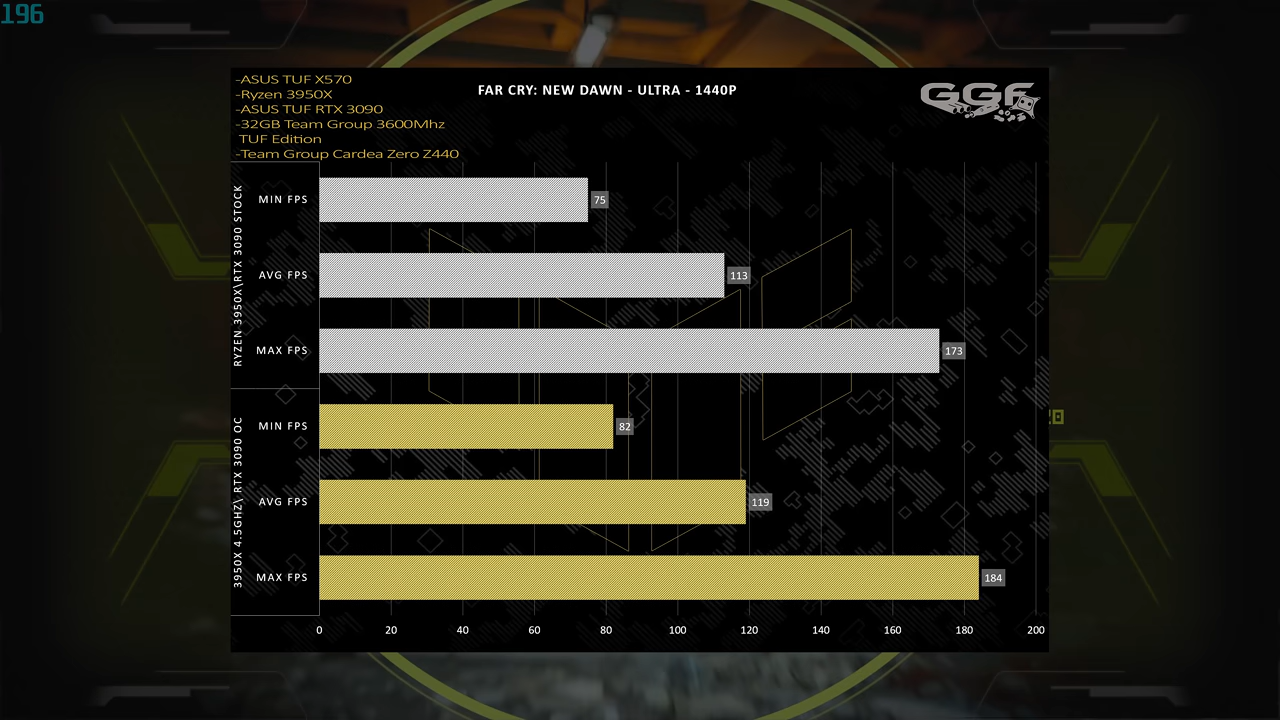 196
-ASUS TUF X570
-Ryzen 3950X
-ASUS TUF RTX 3090
-32GB Team Group 3600Mhz
TUF Edition
-Team Group Cardea Zero Z440
FAR CRY: NEW DAWN - ULTRA - 1440P
GGF
RYZEN 3950X\RTX 3090 STOCK
MIN FPS
75
AVG FPS
113
MAX FPS
173
3950X 4.5GHZ\ RTX 3090 OC
MIN FPS
82
AVG FPS
119
MAX FPS
184
0 20 40 60 80 100 120 140 160 180 200